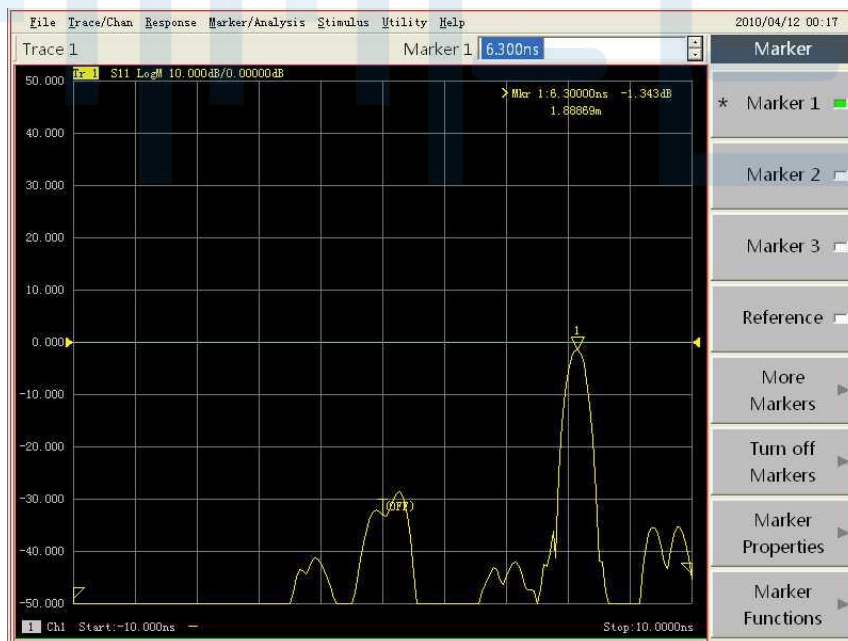 File Trace/Chan Response Marker/Analysis Stimulus Utility Help
2010/04/12 00:17
Trace 1
Marker 1 6.300ns
Marker
50.000
Tr 1 S11 LogM 10.000dB/0.00000dB
>Mkr 1:6.30000ns -1.343dB
1.88869m
* Marker 1
40.000
Marker 2
30.000
20.000
Marker 3
10.000
Reference
1
0.000
More
Markers
-10.000
-20.000
Turn off
Markers
-30.000
(OFF)
Marker
Properties
-40.000
Marker
Functions
-50.000
1 Ch1 Start:-10.000ns —
Stop:10.0000ns